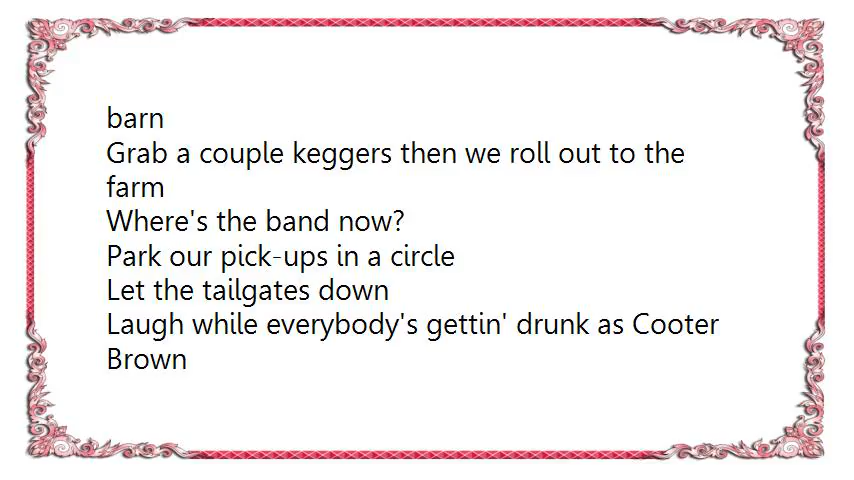 barn
Grab a couple keggers then we roll out to the
farm
Where's the band now?
Park our pick-ups in a circle
Let the tailgates down
Laugh while everybody's gettin' drunk as Cooter
Brown